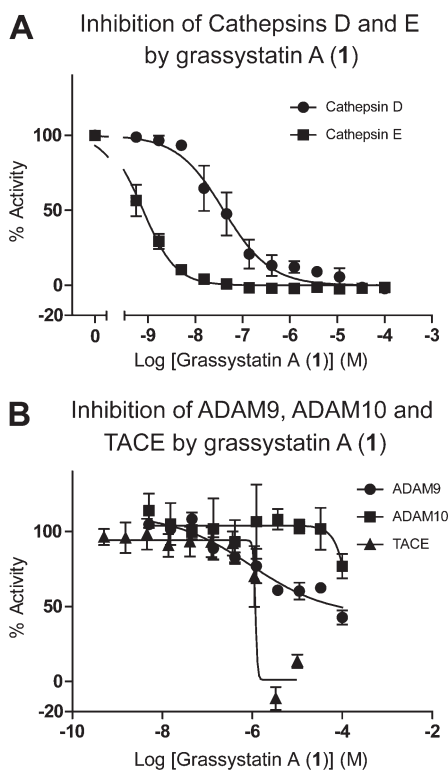 A
Inhibition of Cathepsins D and E
by grassystatin A (1)
Cathepsin D
Cathepsin E
% Activity
100
50
0
-20
0 -9 -8 -7 -6 -5 -4 -3
Log [Grassystatin A (1)] (M)
B
Inhibition of ADAM9, ADAM10 and
TACE by grassystatin A (1)
ADAM9
ADAM10
TACE
% Activity
100
50
0
-20
-10 -8 -6 -4 -2
Log [Grassystatin A (1)] (M)